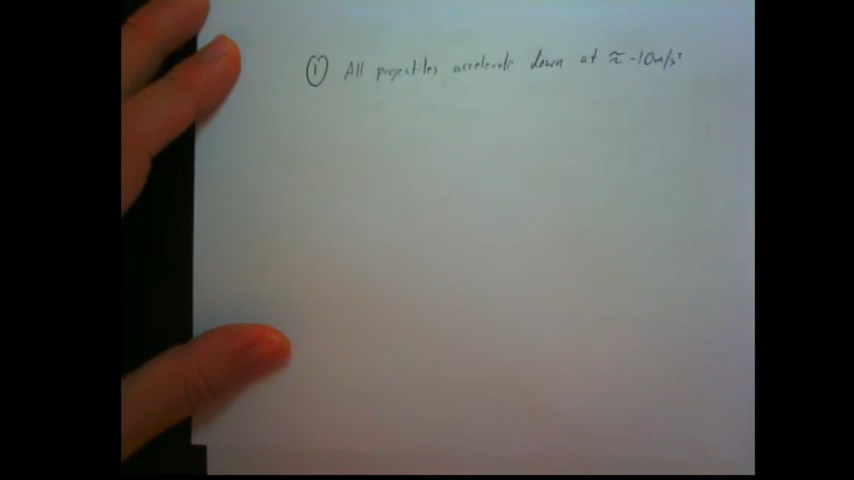 ① All projectiles accelerate down at ≈ -10m/s²